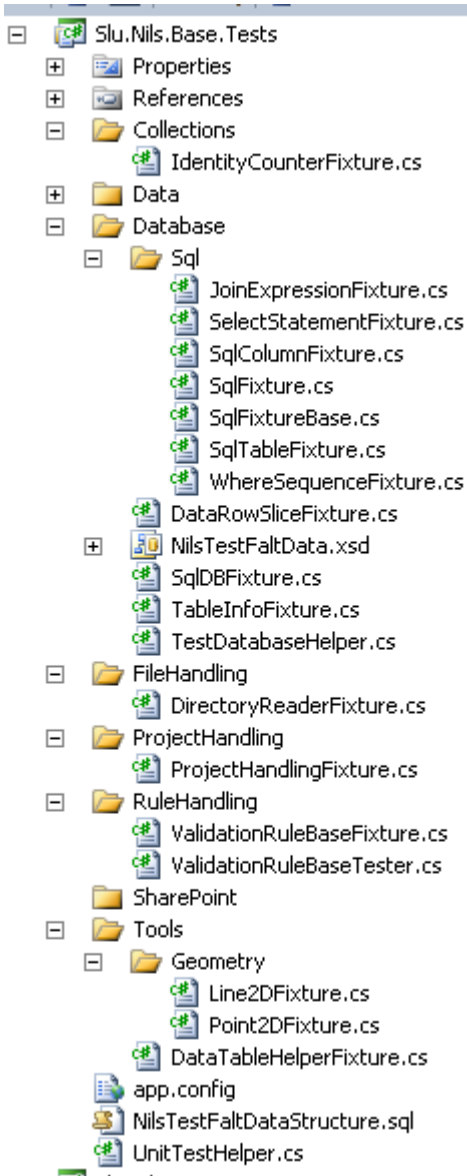 Slu.Nils.Base.Tests
Properties
References
Collections
IdentityCounterFixture.cs
Data
Database
Sql
JoinExpressionFixture.cs
SelectStatementFixture.cs
SqlColumnFixture.cs
SqlFixture.cs
SqlFixtureBase.cs
SqlTableFixture.cs
WhereSequenceFixture.cs
DataRowSliceFixture.cs
NilsTestFaltData.xsd
SqlDBFixture.cs
TableInfoFixture.cs
TestDatabaseHelper.cs
FileHandling
DirectoryReaderFixture.cs
ProjectHandling
ProjectHandlingFixture.cs
RuleHandling
ValidationRuleBaseFixture.cs
ValidationRuleBaseTester.cs
SharePoint
Tools
Geometry
Line2DFixture.cs
Point2DFixture.cs
DataTableHelperFixture.cs
app.config
NilsTestFaltDataStructure.sql
UnitTestHelper.cs